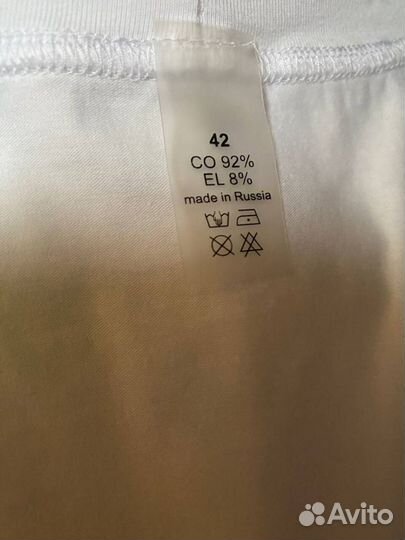 42
CO 92%
EL 8%
made in Russia
Avito